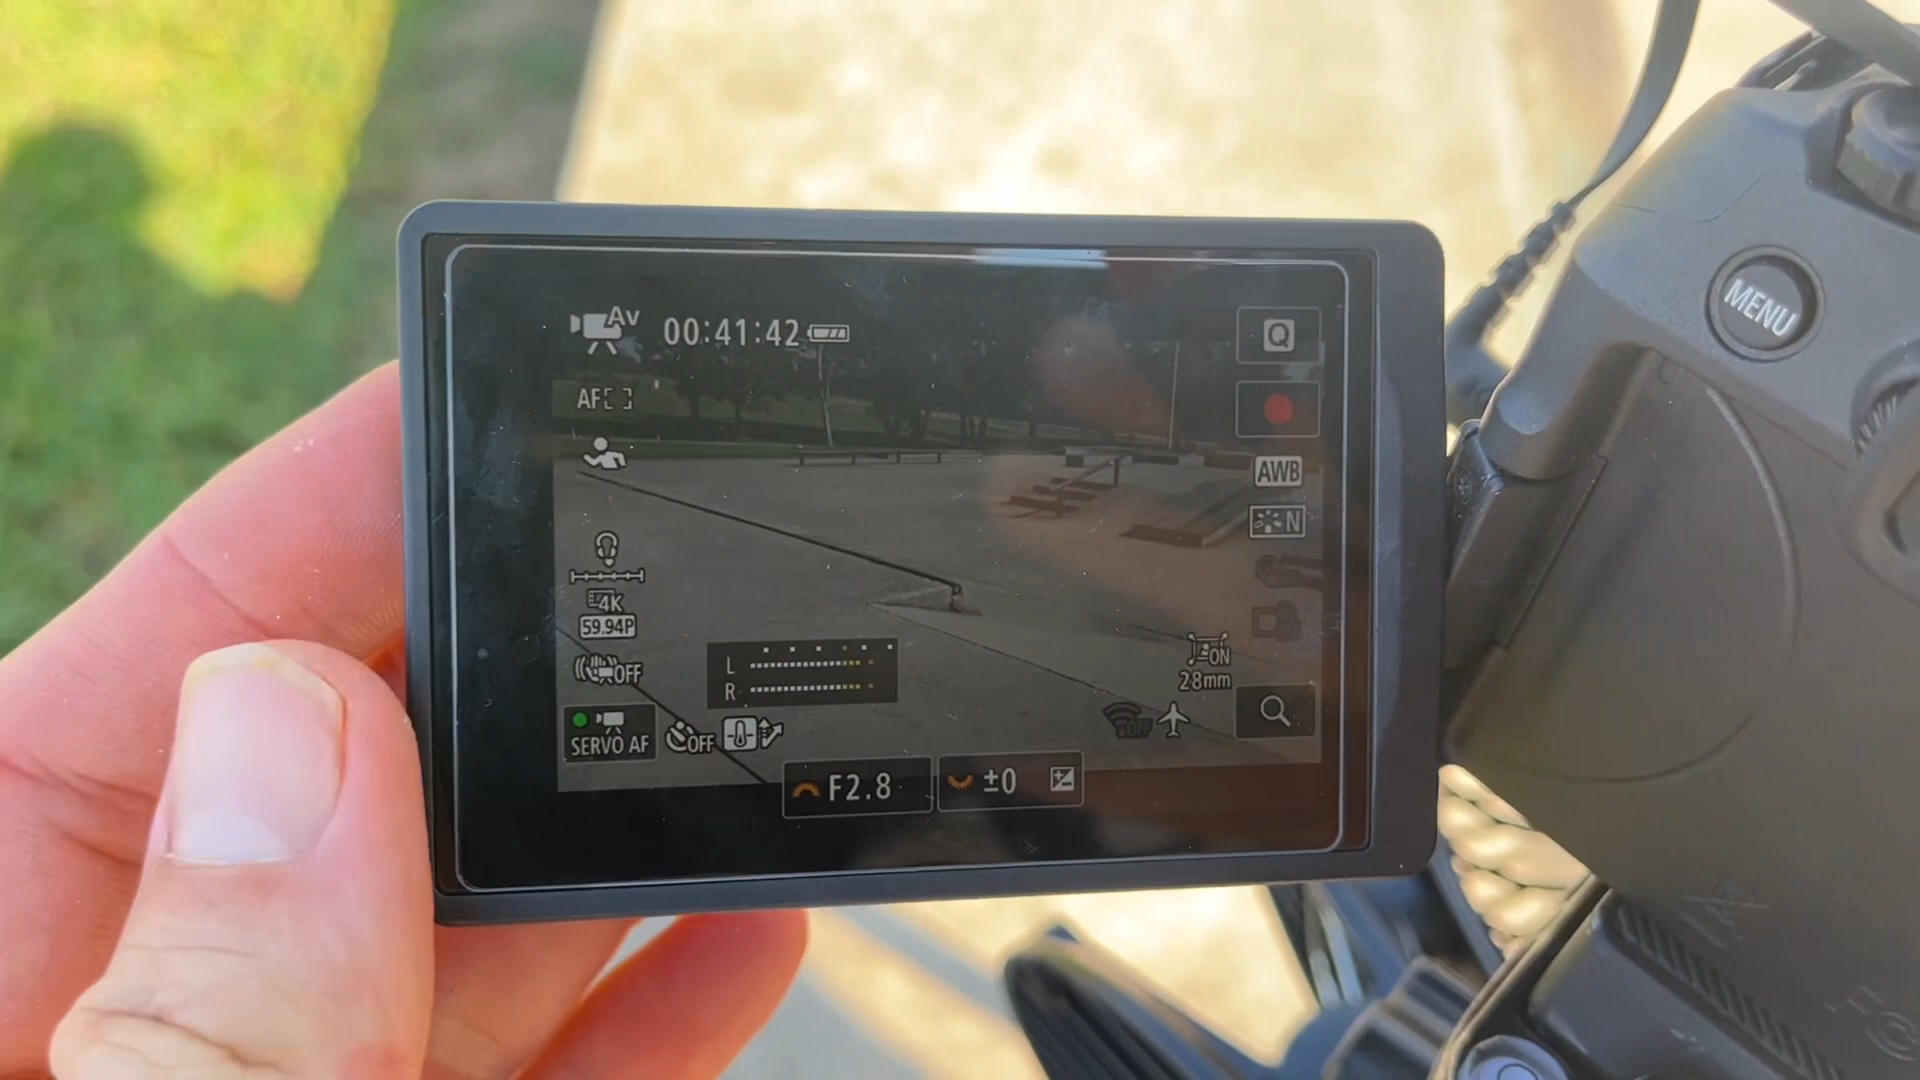 Av
00:41:42
Q
AF
AWB
N
4K
59.94P
OFF
L
R
ON
28mm
SERVO AF
OFF
OFF
F2.8
±0
MENU